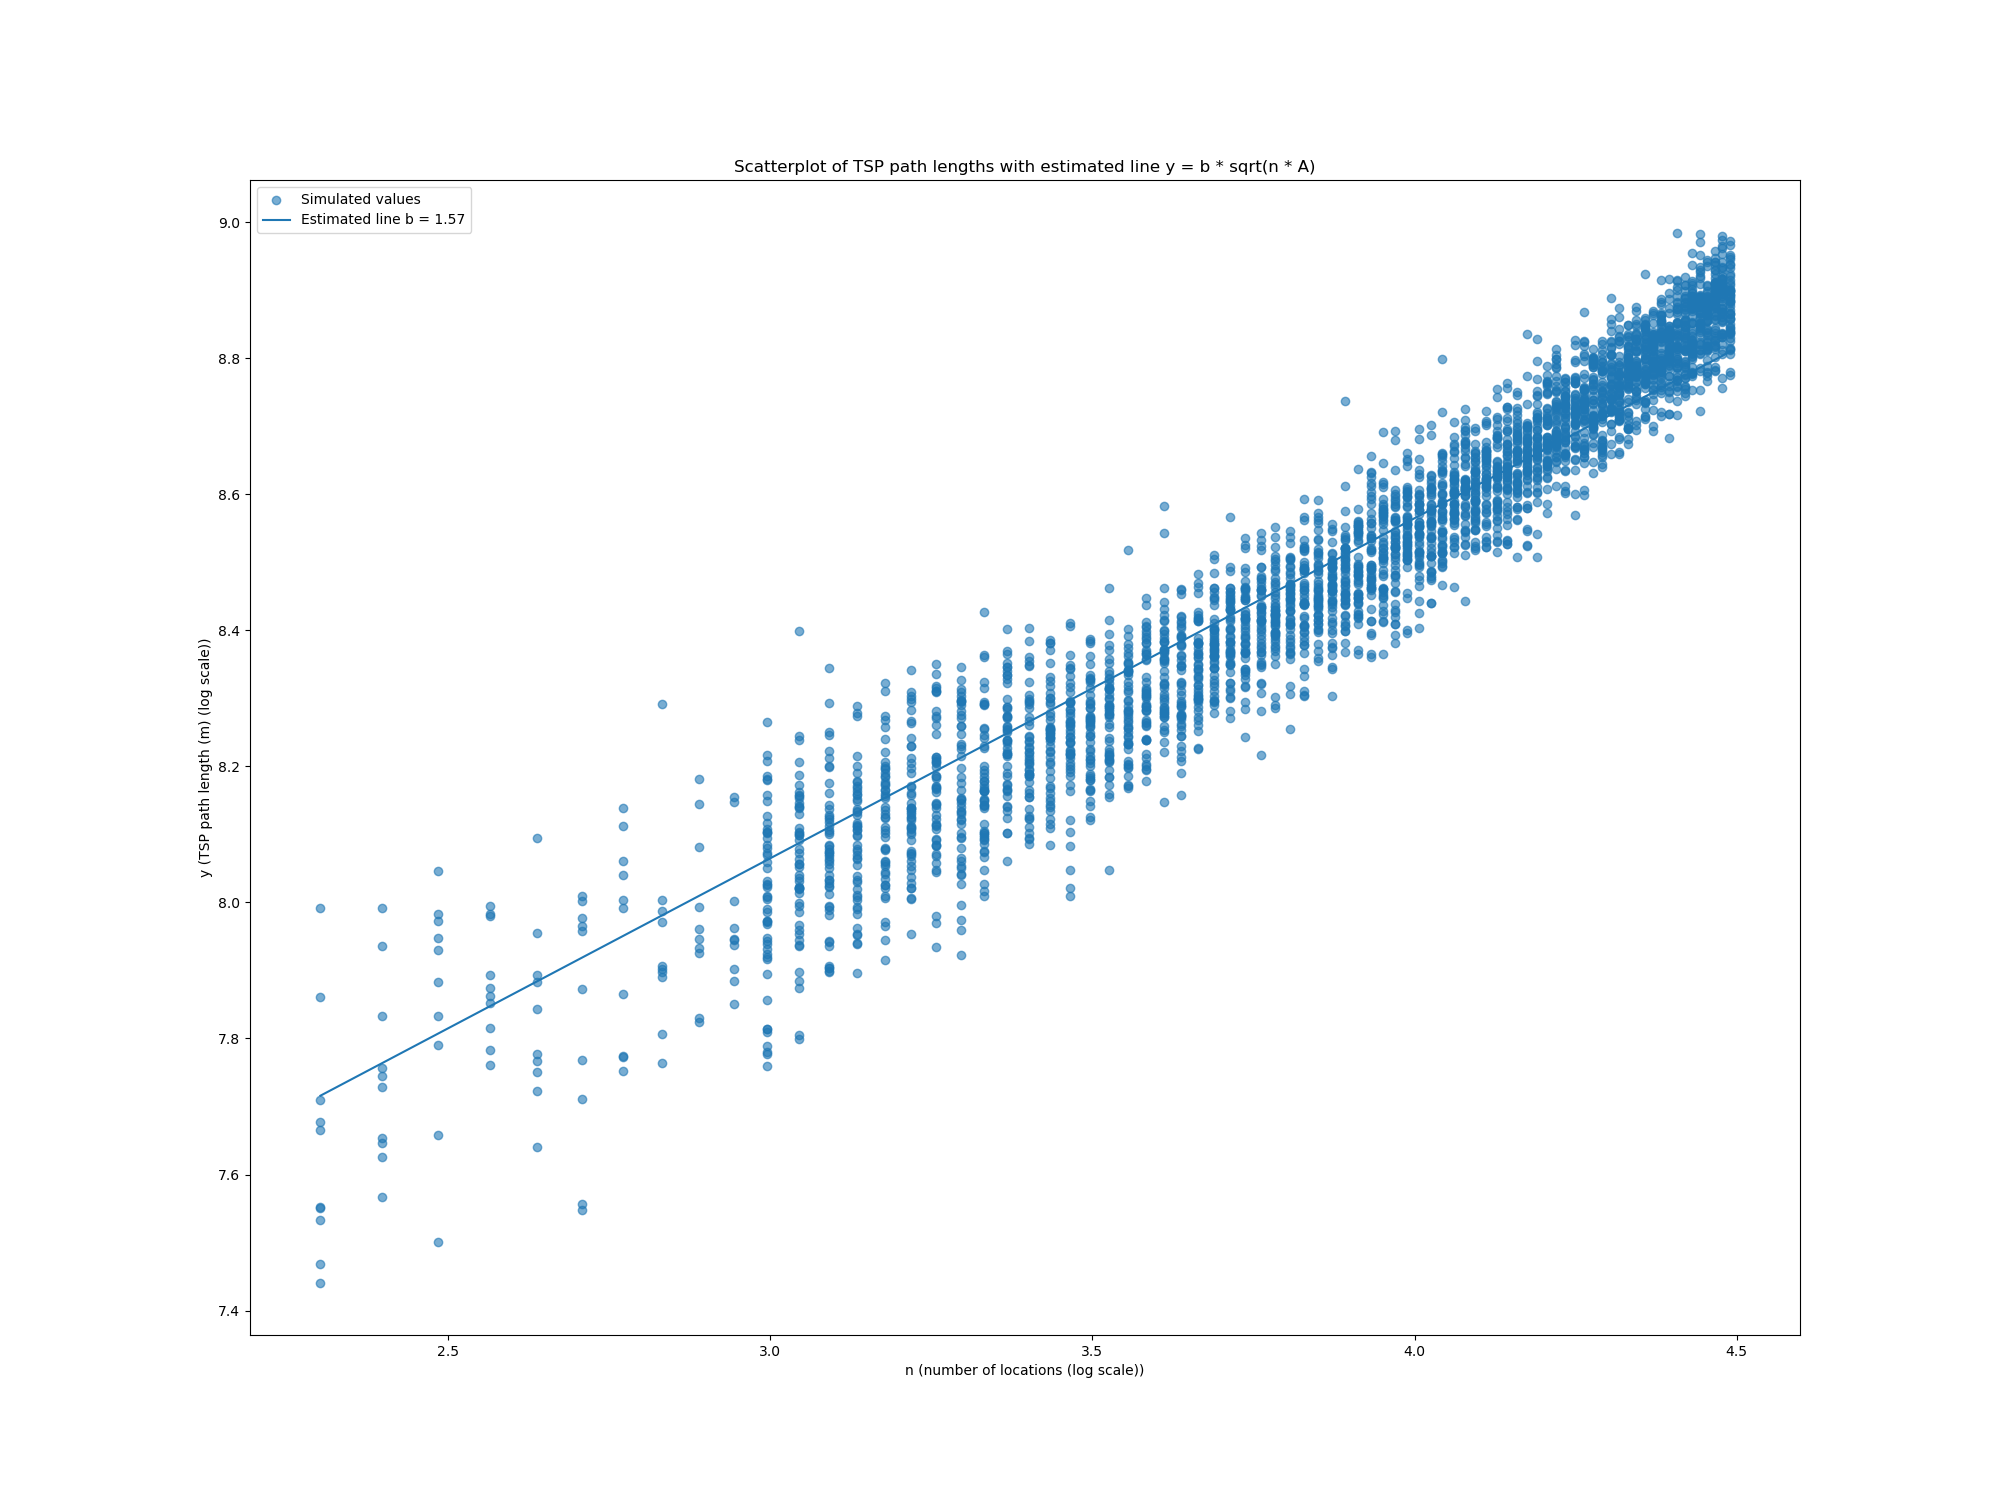 Scatterplot of TSP path lengths with estimated line y = b * sqrt(n * A)
Simulated values
Estimated line b = 1.57
9.0
8.8
8.6
8.4
8.2
8.0
7.8
7.6
7.4
y (TSP path length (m) (log scale))
2.5
3.0
3.5
4.0
4.5
n (number of locations (log scale))